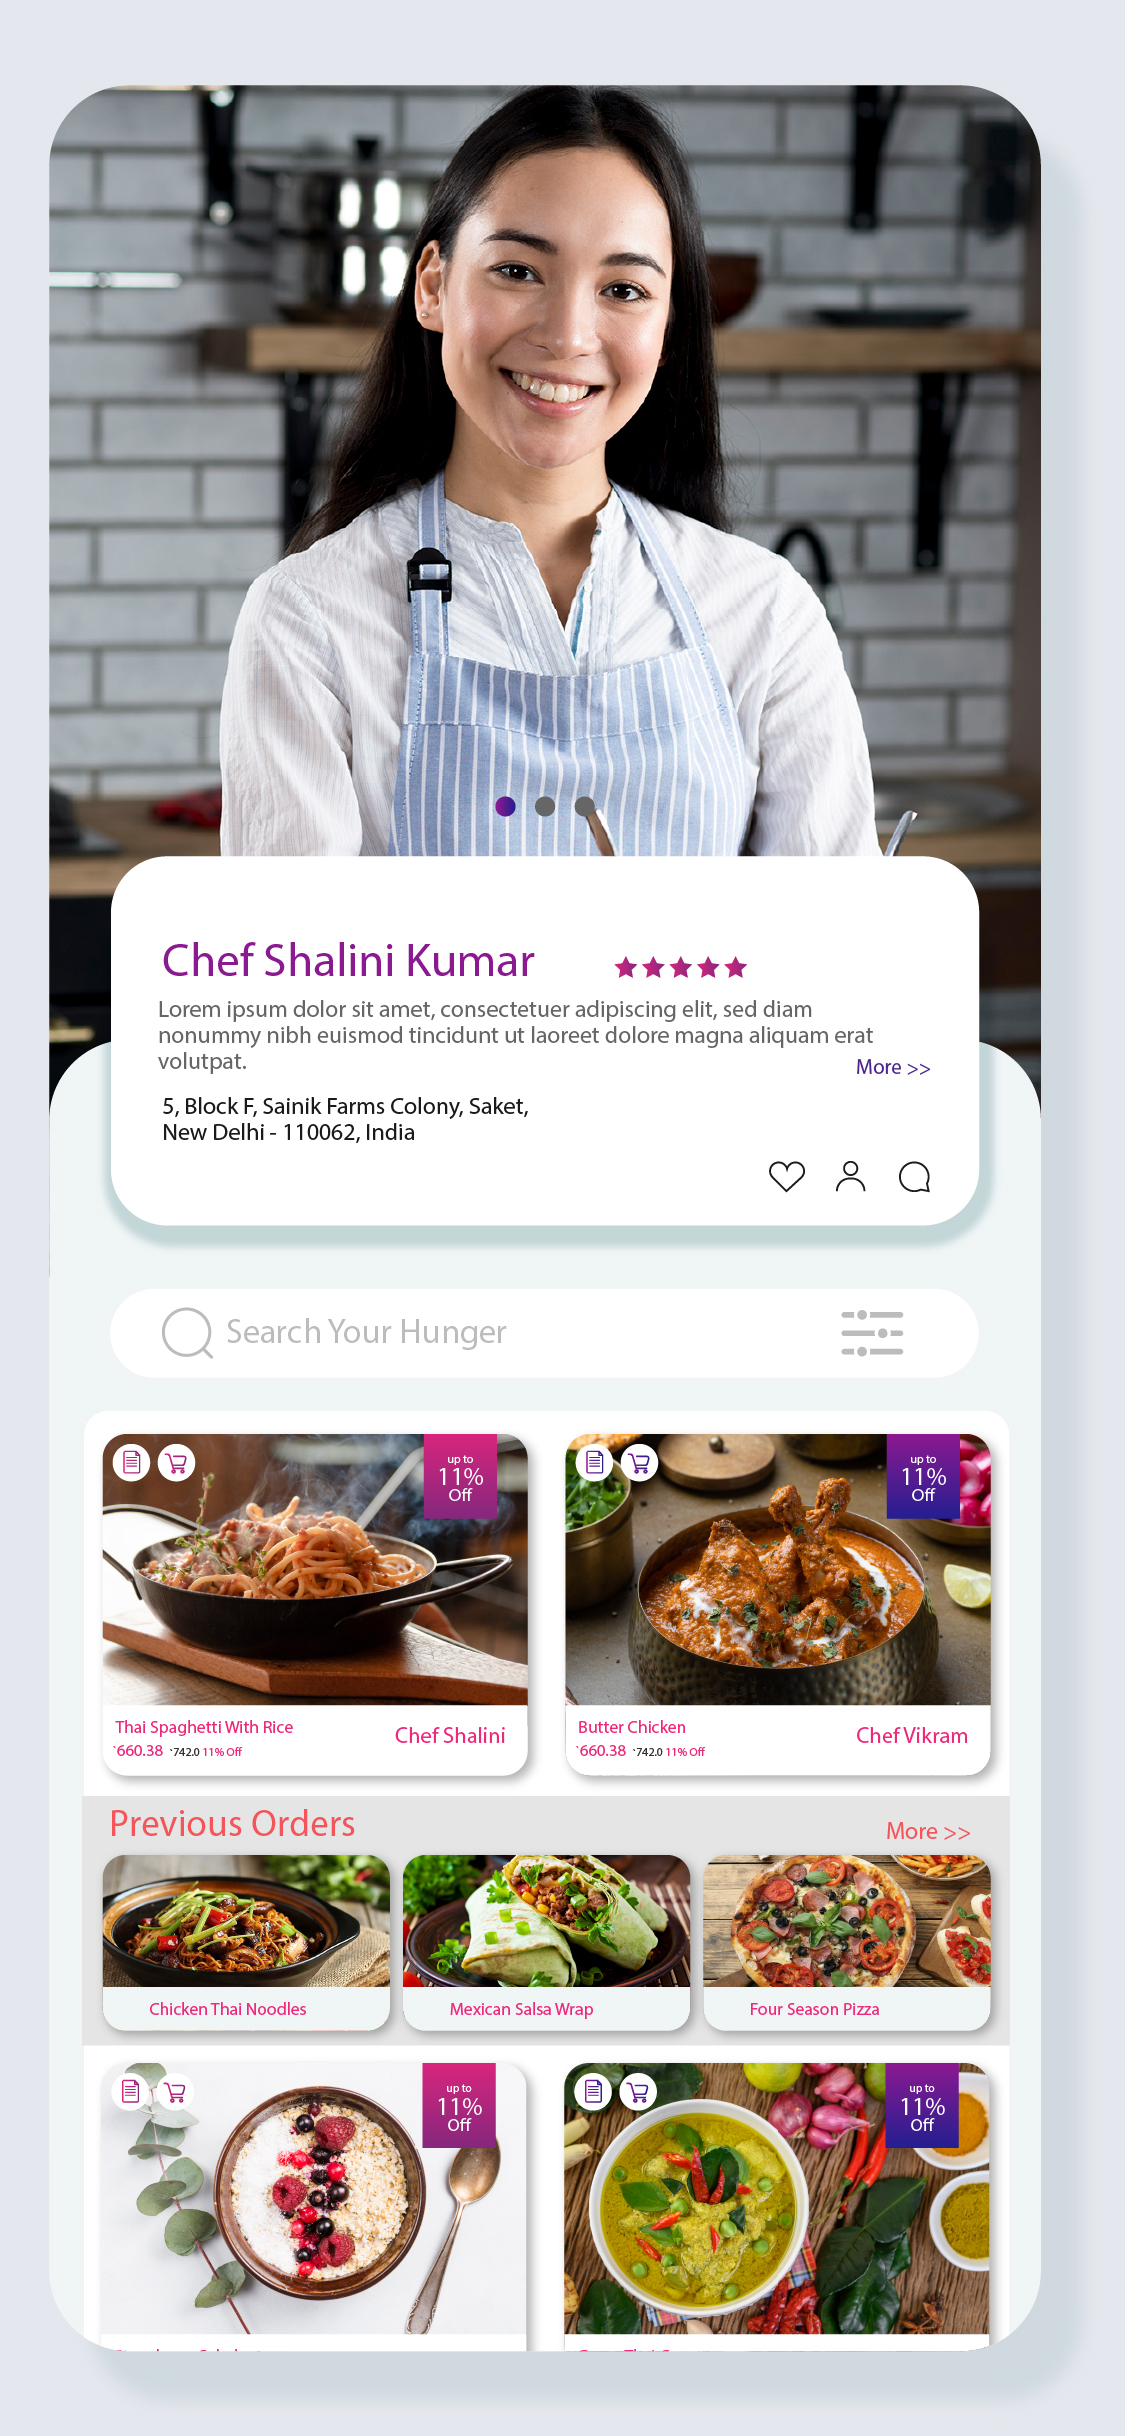 Chef Shalini Kumar
Lorem ipsum dolor sit amet, consectetuer adipiscing elit, sed diam
nonummy nibh euismod tincidunt ut laoreet dolore magna aliquam erat
volutpat.
More >>
5, Block F, Sainik Farms Colony, Saket,
New Delhi - 110062, India
Search Your Hunger
up to
11%
Off
up to
11%
Off
Thai Spaghetti With Rice
Chef Shalini
`660.38 `742.0 11% Off
Butter Chicken
Chef Vikram
`660.38 `742.0 11% Off
Previous Orders
More >>
Chicken Thai Noodles
Mexican Salsa Wrap
Four Season Pizza
up to
11%
Off
up to
11%
Off